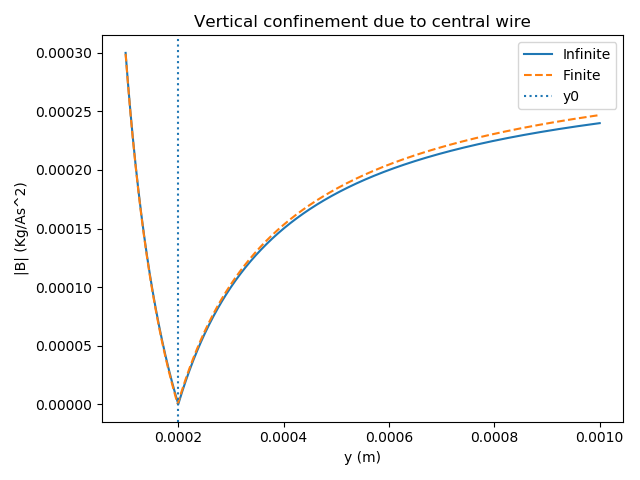 Vertical confinement due to central wire
Infinite
Finite
y0
|B| (Kg/As^2)
0.00030
0.00025
0.00020
0.00015
0.00010
0.00005
0.00000
0.0002
0.0004
0.0006
0.0008
0.0010
y (m)